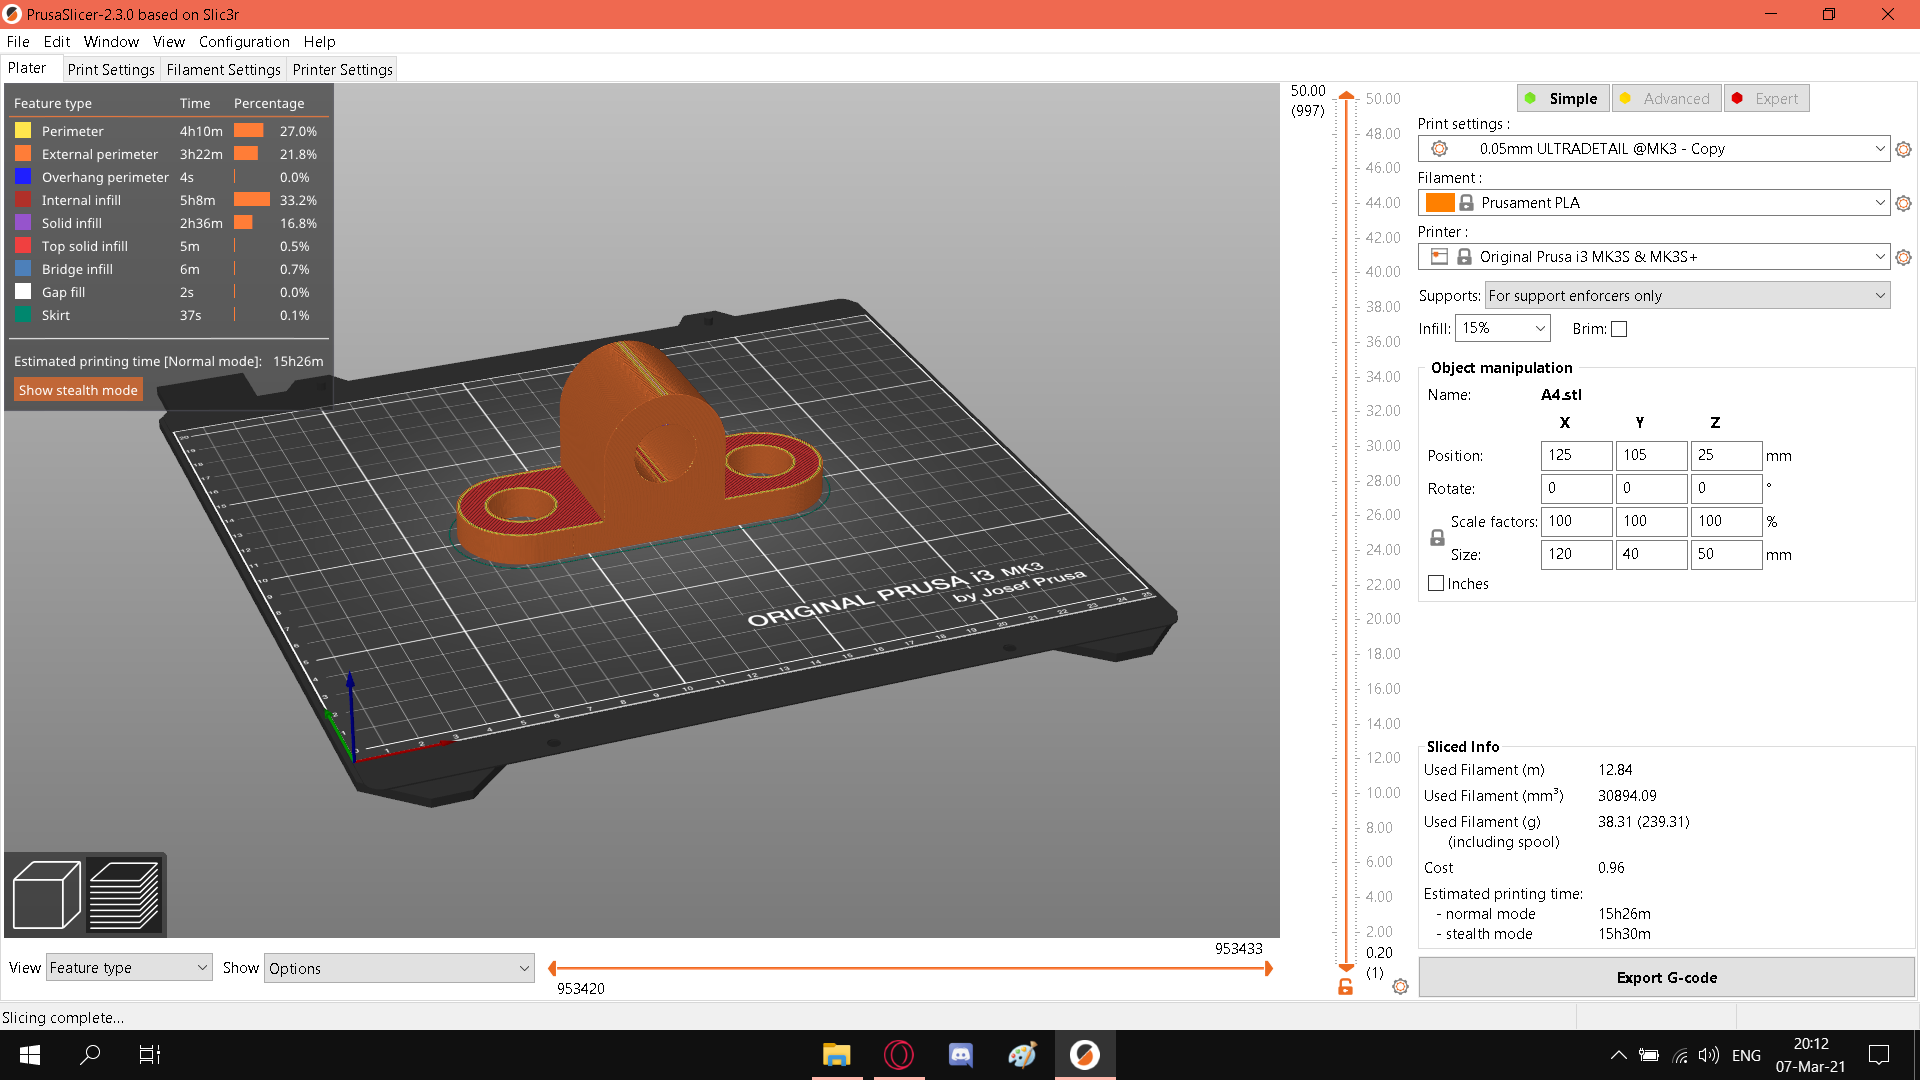 PrusaSlicer-2.3.0 based on Slic3r
File Edit Window View Configuration Help
Plater Print Settings Filament Settings Printer Settings
Feature type Time Percentage
Perimeter 4h10m 27.0%
External perimeter 3h22m 21.8%
Overhang perimeter 4s 0.0%
Internal infill 5h8m 33.2%
Solid infill 2h36m 16.8%
Top solid infill 5m 0.5%
Bridge infill 6m 0.7%
Gap fill 2s 0.0%
Skirt 37s 0.1%
Estimated printing time [Normal mode]: 15h26m
Show stealth mode
ORIGINAL PRUSA i3 MK3
by Josef Prusa
50.00
(997)
50.00
48.00
46.00
44.00
42.00
40.00
38.00
36.00
34.00
32.00
30.00
28.00
26.00
24.00
22.00
20.00
18.00
16.00
14.00
12.00
10.00
8.00
6.00
4.00
2.00
0.20
(1)
Simple Advanced Expert
Print settings :
0.05mm ULTRADETAIL @MK3 - Copy
Filament :
Prusament PLA
Printer :
Original Prusa i3 MK3S & MK3S+
Supports: For support enforcers only
Infill: 15% Brim:
Object manipulation
Name: A4.stl
X Y Z
Position: 125 105 25 mm
Rotate: 0 0 0 °
Scale factors: 100 100 100 %
Size: 120 40 50 mm
Inches
Sliced Info
Used Filament (m) 12.84
Used Filament (mm³) 30894.09
Used Filament (g) 38.31 (239.31)
(including spool)
Cost 0.96
Estimated printing time:
- normal mode 15h26m
- stealth mode 15h30m
Export G-code
953433
View Feature type Show Options
953420
Slicing complete...
ENG
20:12
07-Mar-21